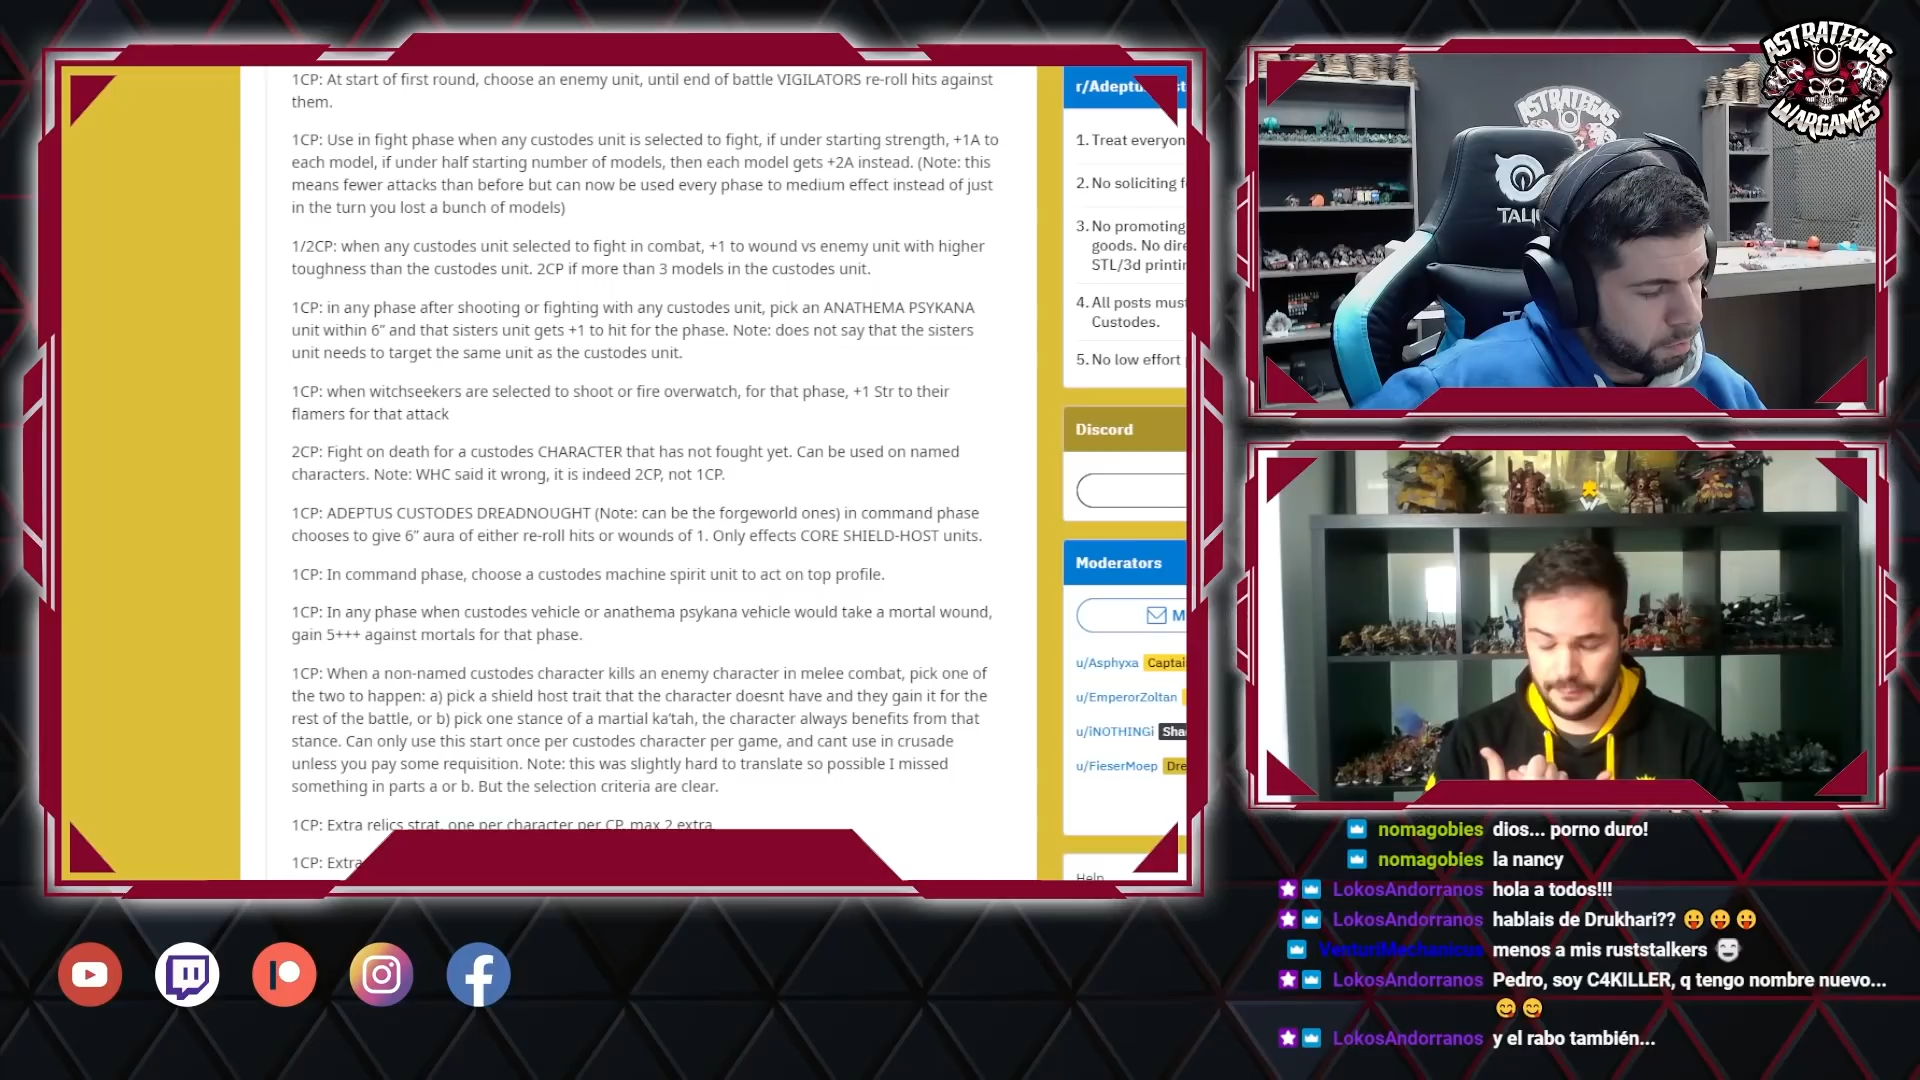 1CP: At start of first round, choose an enemy unit, until end of battle VIGILATORS re-roll hits against
them.
1CP: Use in fight phase when any custodes unit is selected to fight, if under starting strength, +1A to
each model, if under half starting number of models, then each model gets +2A instead. (Note: this
means fewer attacks than before but can now be used every phase to medium effect instead of just
in the turn you lost a bunch of models)
1/2CP: when any custodes unit selected to fight in combat, +1 to wound vs enemy unit with higher
toughness than the custodes unit. 2CP if more than 3 models in the custodes unit.
1CP: in any phase after shooting or fighting with any custodes unit, pick an ANATHEMA PSYKANA
unit within 6” and that sisters unit gets +1 to hit for the phase. Note: does not say that the sisters
unit needs to target the same unit as the custodes unit.
1CP: when witchseekers are selected to shoot or fire overwatch, for that phase, +1 Str to their
flamers for that attack
2CP: Fight on death for a custodes CHARACTER that has not fought yet. Can be used on named
characters. Note: WHC said it wrong, it is indeed 2CP, not 1CP.
1CP: ADEPTUS CUSTODES DREADNOUGHT (Note: can be the forgeworld ones) in command phase
chooses to give 6” aura of either re-roll hits or wounds of 1. Only effects CORE SHIELD-HOST units.
1CP: In command phase, choose a custodes machine spirit unit to act on top profile.
1CP: In any phase when custodes vehicle or anathema psykana vehicle would take a mortal wound,
gain 5+++ against mortals for that phase.
1CP: When a non-named custodes character kills an enemy character in melee combat, pick one of
the two to happen: a) pick a shield host trait that the character doesnt have and they gain it for the
rest of the battle, or b) pick one stance of a martial ka’tah, the character always benefits from that
stance. Can only use this start once per custodes character per game, and cant use in crusade
unless you pay some requisition. Note: this was slightly hard to translate so possible I missed
something in parts a or b. But the selection criteria are clear.
1CP: Extra relics strat, one per character per CP, max 2 extra.
1CP: Extra
r/Adeptu
1. Treat everyon
2. No soliciting f
3. No promoting
goods. No dire
STL/3d printin
4. All posts mus
Custodes.
5. No low effort
Discord
Moderators
M
u/Asphyxa Captai
u/EmperorZoltan
u/iNOTHINGi Sha
u/FieserMoep Dre
Help
ASTRATEGAS
WARGAMES
ASTRATEGAS
TALI
nomagobies dios... porno duro!
nomagobies la nancy
LokosAndorranos hola a todos!!!
LokosAndorranos hablais de Drukhari?? 😛 😛 😛
VenturiMechanicus menos a mis ruststalkers
LokosAndorranos Pedro, soy C4KILLER, q tengo nombre nuevo...
😋 😋
LokosAndorranos y el rabo también...